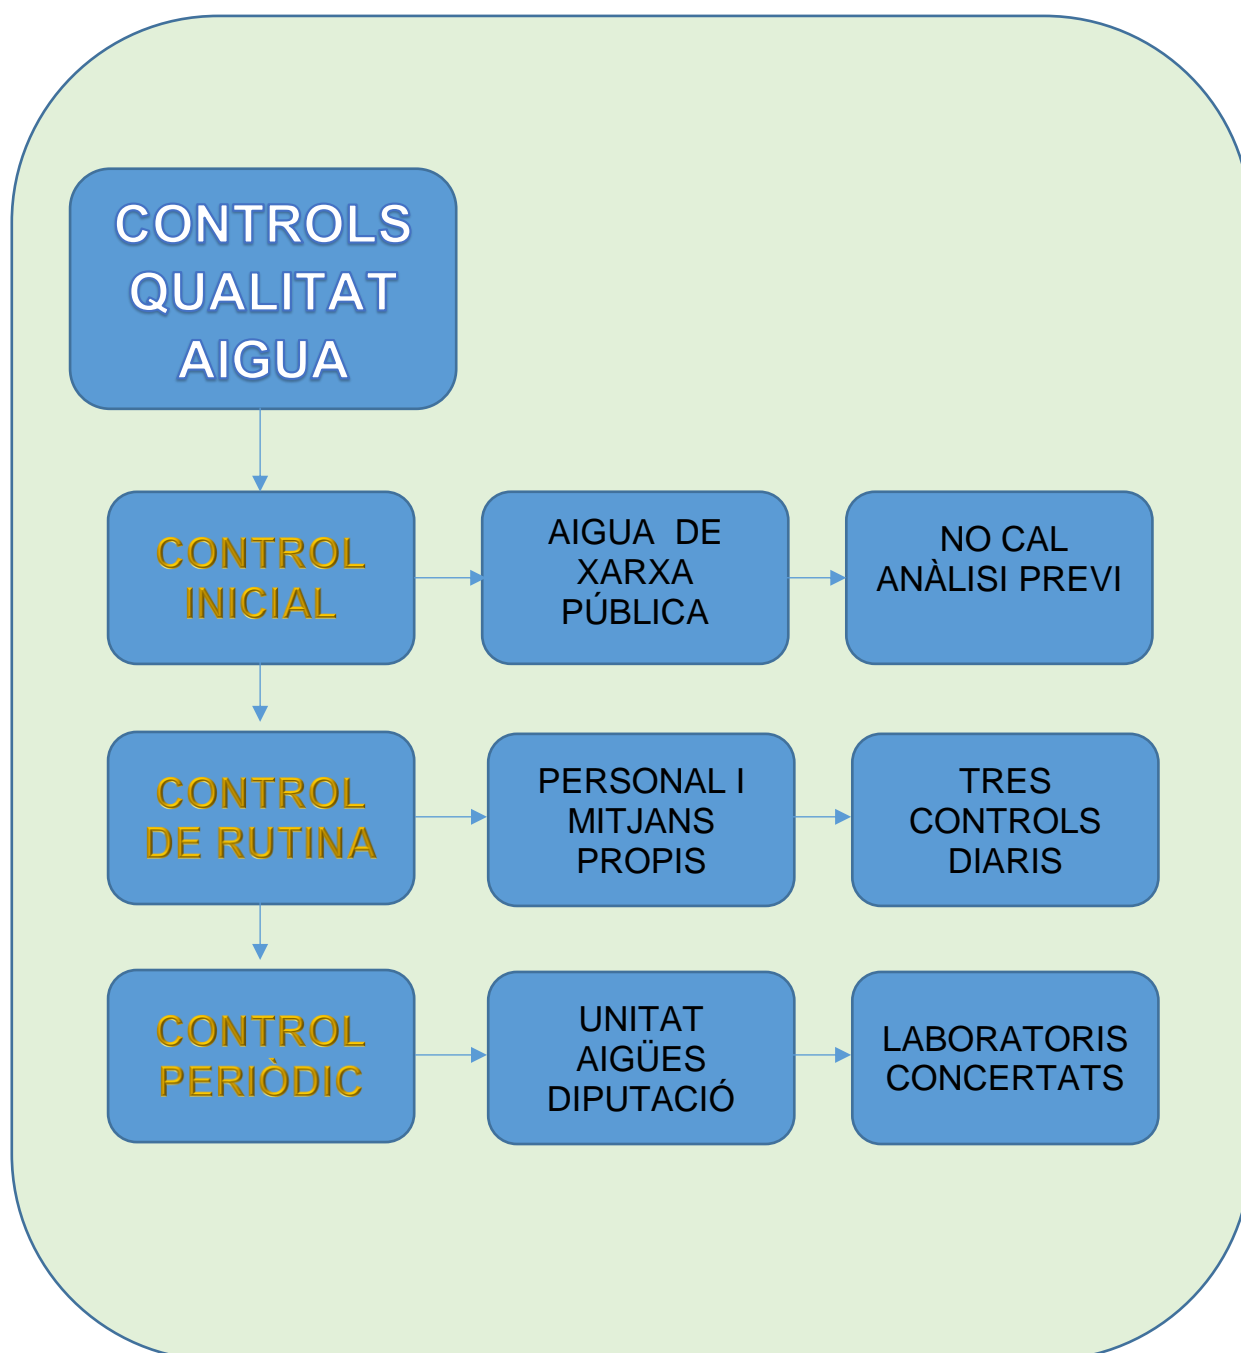 CONTROLS
QUALITAT
AIGUA
CONTROL
INICIAL
AIGUA DE
XARXA
PÚBLICA
NO CAL
ANÀLISI PREVI
CONTROL
DE RUTINA
PERSONAL I
MITJANS
PROPIS
TRES
CONTROLS
DIARIS
CONTROL
PERIÒDIC
UNITAT
AIGÜES
DIPUTACIÓ
LABORATORIS
CONCERTATS